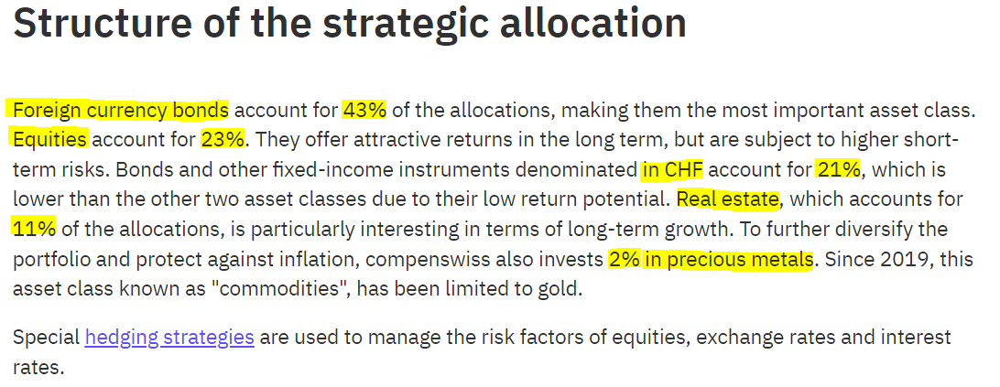 Structure of the strategic allocation
Foreign currency bonds account for 43% of the allocations, making them the most important asset class.
Equities account for 23%. They offer attractive returns in the long term, but are subject to higher short-
term risks. Bonds and other fixed-income instruments denominated in CHF account for 21%, which is
lower than the other two asset classes due to their low return potential. Real estate, which accounts for
11% of the allocations, is particularly interesting in terms of long-term growth. To further diversify the
portfolio and protect against inflation, compenswiss also invests 2% in precious metals. Since 2019, this
asset class known as "commodities", has been limited to gold.
Special hedging strategies are used to manage the risk factors of equities, exchange rates and interest
rates.